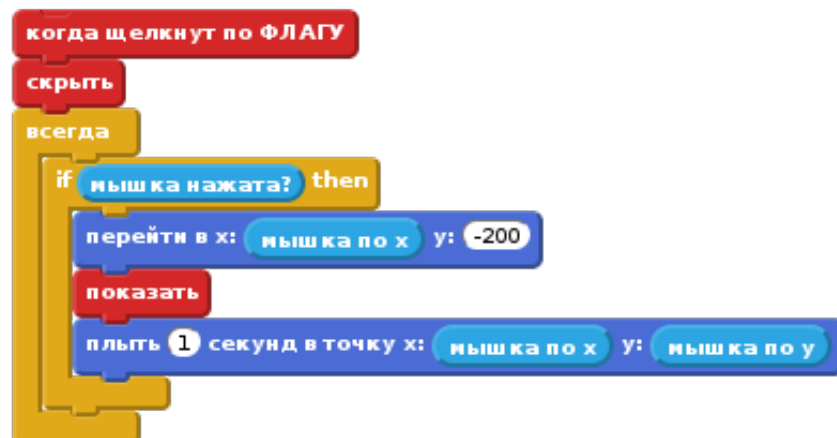 когда щелкнут по ФЛАГУ
скрыть
всегда
if мышка нажата? then
перейти в x: мышка по x y: -200
показать
плыть 1 секунд в точку x: мышка по x y: мышка по y